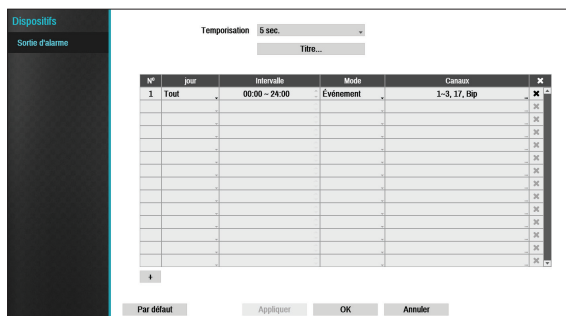 Dispositifs
Sortie d'alarme
Temporisation 5 sec.
Titre...
Nº jour Intervalle Mode Canaux ✖
1 Tout 00:00 ~ 24:00 Événement 1~3, 17, Bip ... ✖
+
Par défaut Appliquer OK Annuler